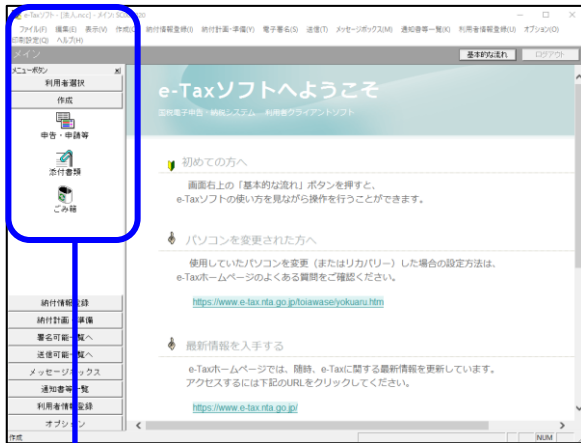 e-Taxソフト - [法人.ncc] - メイン
ファイル(F) 編集(E) 表示(V) 作成(C) 納付情報登録(I) 納付計画・準備(Y) 電子署名(S) 送信(T) メッセージボックス(M) 通知書等一覧(K) 利用者情報登録(U) オプション(O)
印刷設定(Q) ヘルプ(H)
メイン 基本的な流れ ログアウト
メニューボタン
利用者選択
作成
申告・申請等
添付書類
ごみ箱
納付情報登録
納付計画・準備
署名可能一覧へ
送信可能一覧へ
メッセージボックス
通知書等一覧
利用者情報登録
オプション
e-Taxソフトへようこそ
国税電子申告・納税システム 利用者クライアントソフト
初めての方へ
画面右上の「基本的な流れ」ボタンを押すと、
e-Taxソフトの使い方を見ながら操作を行うことができます。
パソコンを変更された方へ
使用していたパソコンを変更（またはリカバリー）した場合の設定方法は、
e-Taxホームページのよくある質問をご確認ください。
https://www.e-tax.nta.go.jp/toiawase/yokuaru.htm
最新情報を入手する
e-Taxホームページでは、随時、e-Taxに関する最新情報を更新しています。
アクセスするには下記のURLをクリックしてください。
https://www.e-tax.nta.go.jp/
作成 NUM